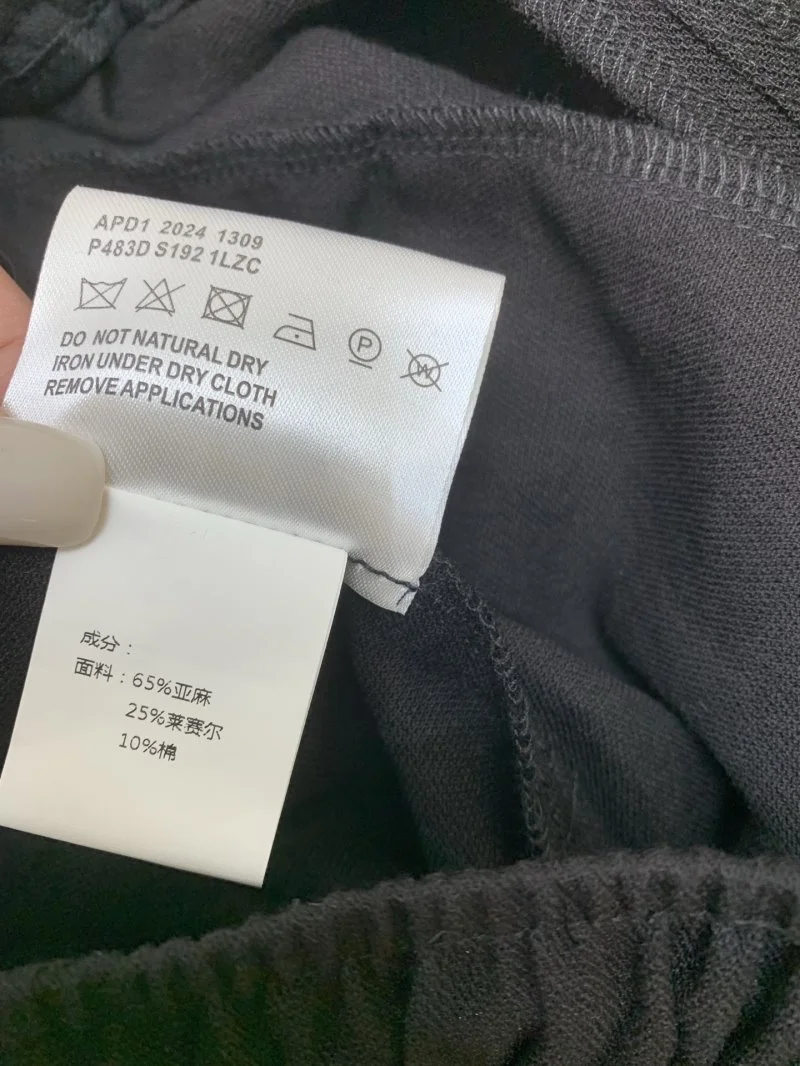 APD1 2024 1309
P483D S192 1LZC
P W
DO NOT NATURAL DRY
IRON UNDER DRY CLOTH
REMOVE APPLICATIONS
成分：
面料：65%亚麻
25%莱赛尔
10%棉